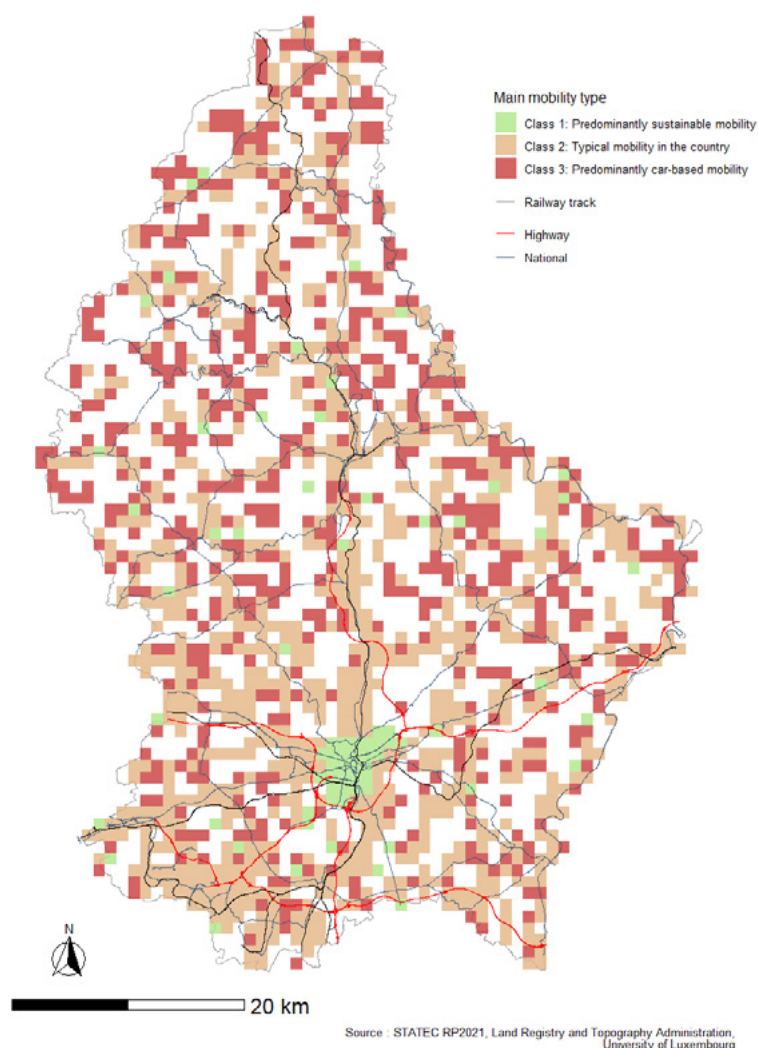 Main mobility type
Class 1: Predominantly sustainable mobility
Class 2: Typical mobility in the country
Class 3: Predominantly car-based mobility
Railway track
Highway
National
N
20 km
Source : STATEC RP2021, Land Registry and Topography Administration,
University of Luxembourg